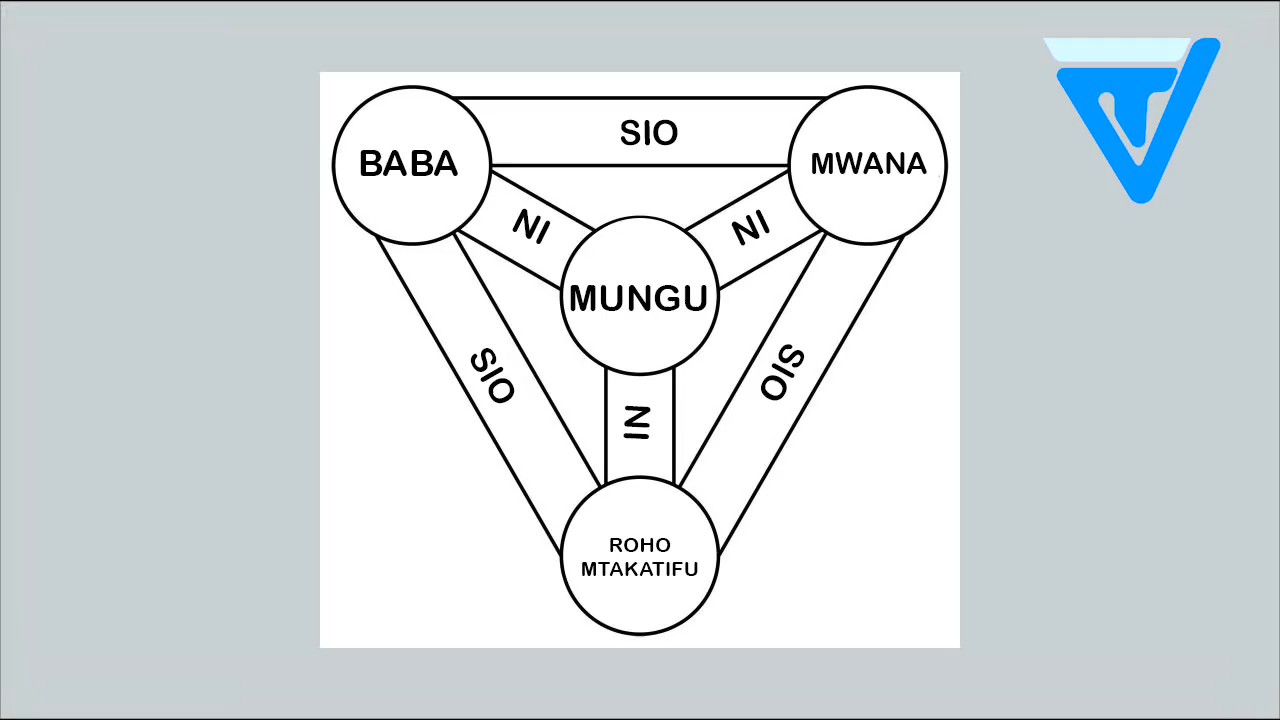 BABA
SIO
MWANA
NI
NI
MUNGU
SIO
SIO
NI
ROHO
MTAKATIFU